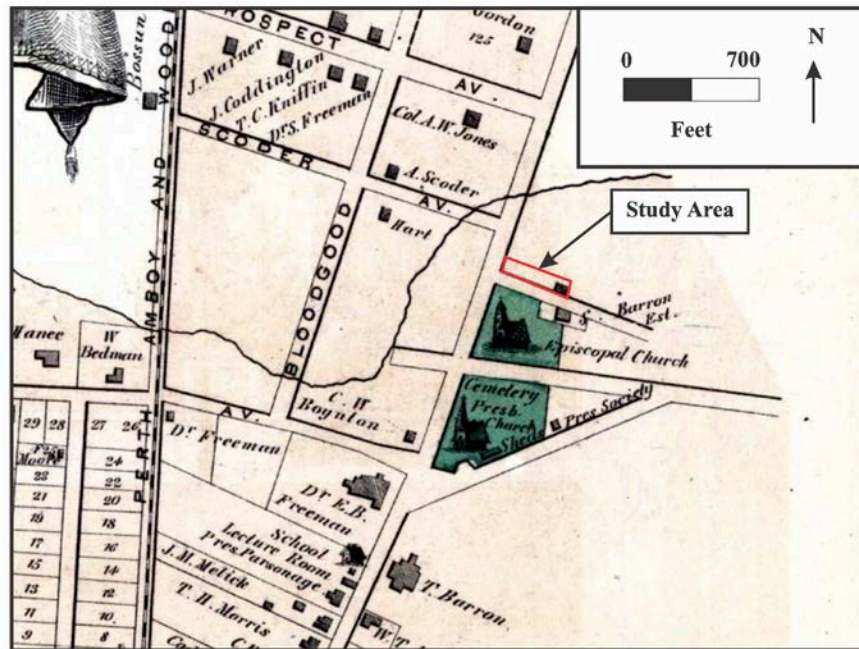 PROSPECT
AV.
Gordon
125
0 700
Feet
N
Bossun
WOOD
J. Warner
J. Coddington
T. C. Kniffin
Dr. S. Freeman
Col. A. W. Jones
SCODER
AV.
A. Scoder
Hart
Study Area
PERTH AMBOY AND
BLOODGOOD
S. Barron
Est.
Episcopal Church
Manee
W
Bedman
C. W
Boynton
Cemetery
Presb.
Church
Sheds
Pres Society
AV.
Dr Freeman
29 28
27 26
24
23
22
21
20
19
18
17
16
15
14
13
12
11
10
9
8
Dr E. B.
Freeman
School
Lecture Room
Pres. Parsonage
J. M. Melick
T. H. Morris
T. Barron
W. T.